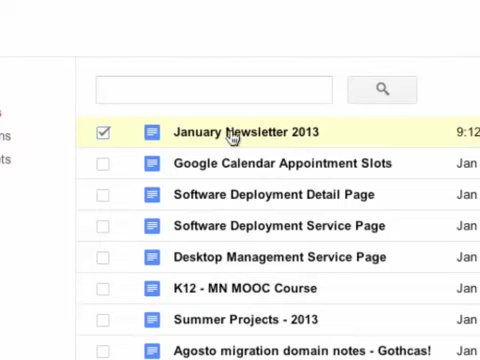 January Newsletter 2013
9:12
Google Calendar Appointment Slots
Jan
ns
Software Deployment Detail Page
Jan
ets
Software Deployment Service Page
Jan
Desktop Management Service Page
Jan
K12 - MN MOOC Course
Jan
Summer Projects - 2013
Jan
Agosto migration domain notes - Gothcas!
Jan